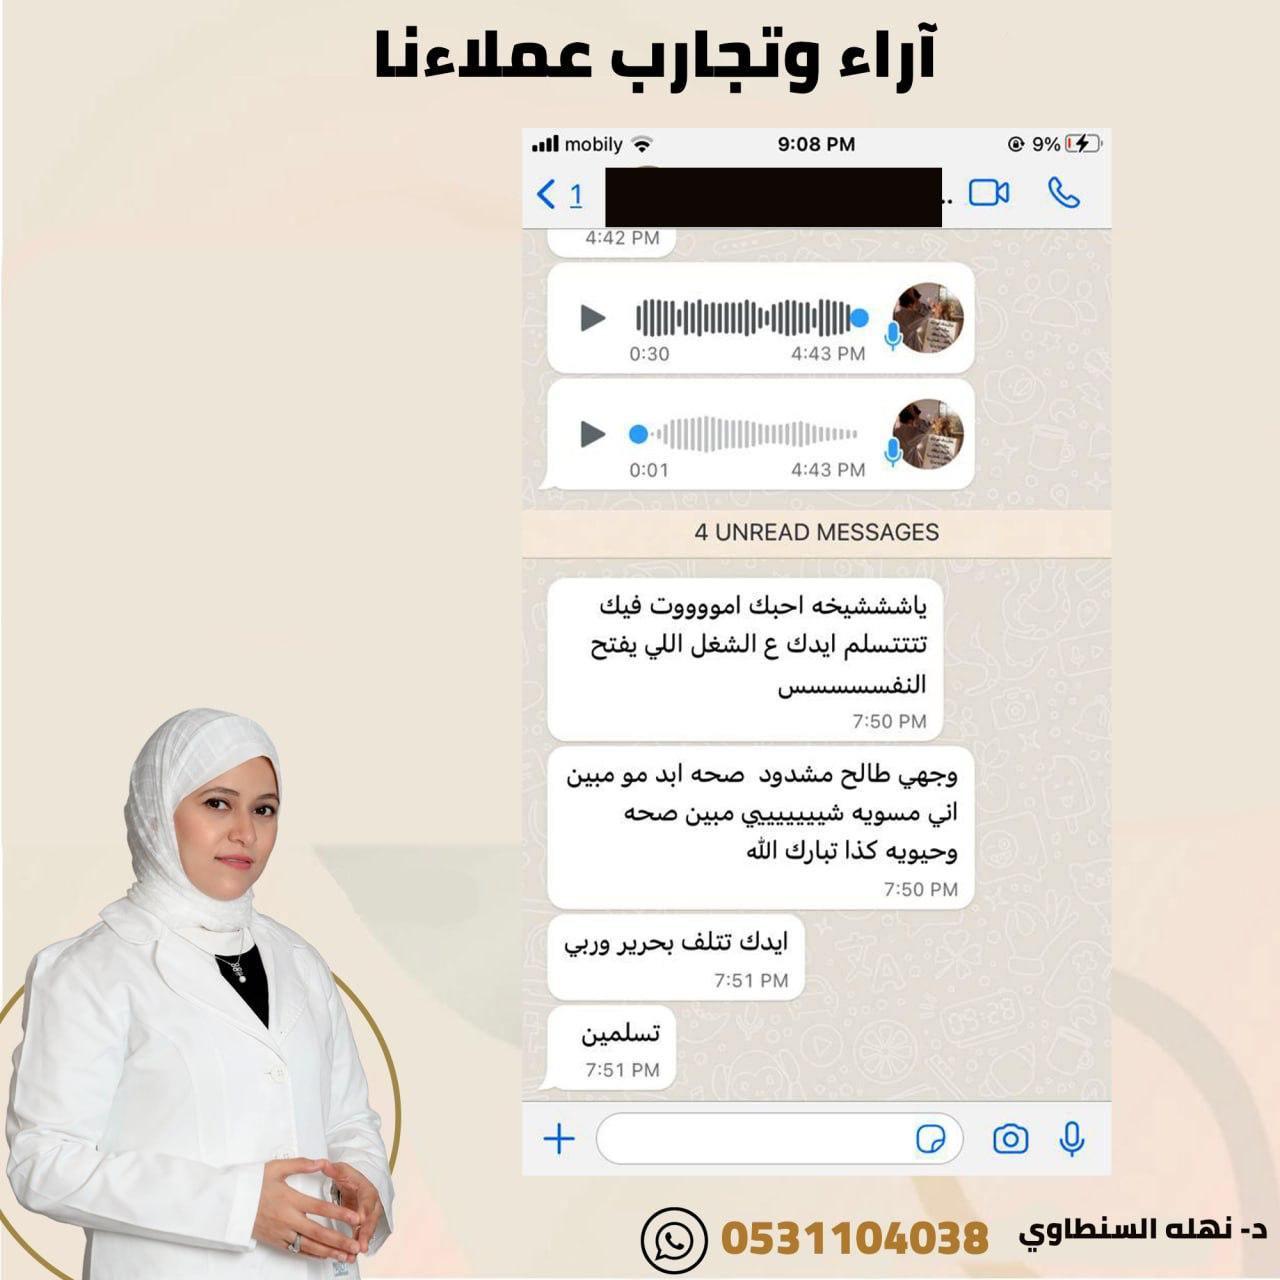 آراء وتجارب عملاءنا
mobily 9:08 PM 9%
1 ..
4:42 PM
0:30 4:43 PM
0:01 4:43 PM
4 UNREAD MESSAGES
ياشششيخه احبك امووووت فيك
تتتتسلم ايدك ع الشغل اللي يفتح
النفسسسسسس
7:50 PM
وجهي طالح مشدود صحه ابد مو مبين
اني مسويه شيييييييي مبين صحه
وحيويه كذا تبارك الله
7:50 PM
ايدك تتلف بحرير وربي
7:51 PM
تسلمين
7:51 PM
د- نهله السنطاوي 0531104038